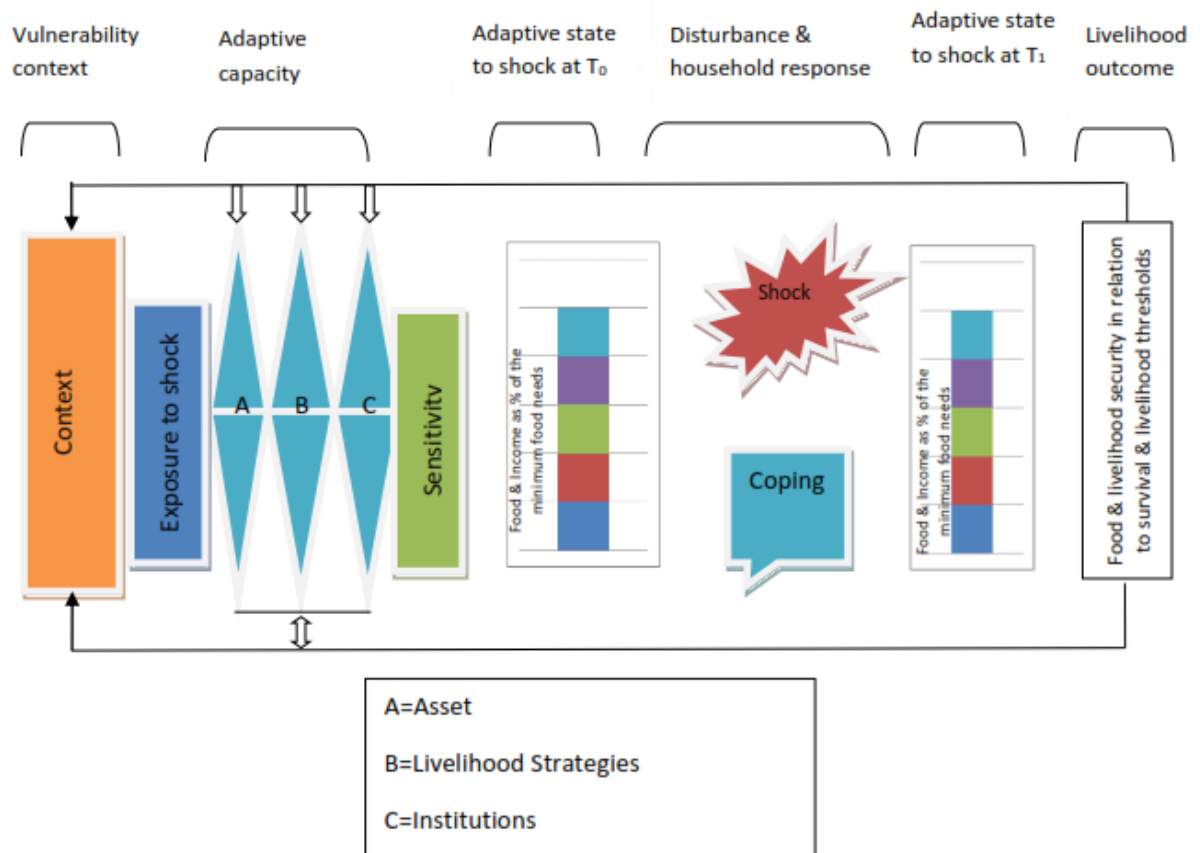 Vulnerability
context
Adaptive
capacity
Adaptive state
to shock at T₀
Disturbance &
household response
Adaptive state
to shock at T₁
Livelihood
outcome
Context
Exposure to shock
A
B
C
Sensitivity
Food & Income as % of the
minimum food needs
Shock
Coping
Food & Income as % of the
minimum food needs
Food & livelihood security in relation
to survival & livelihood thresholds
A=Asset
B=Livelihood Strategies
C=Institutions